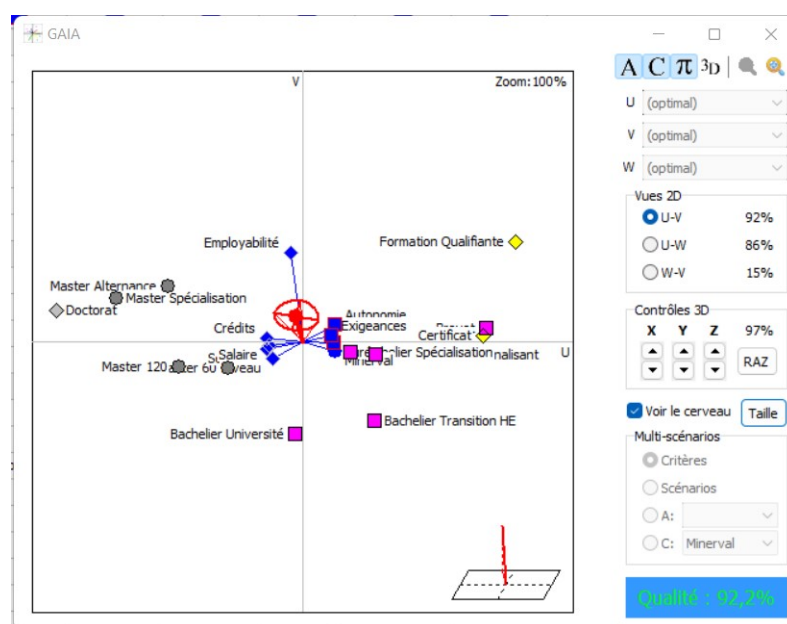 GAIA
A C π 3D
V
Zoom: 100%
U (optimal)
V (optimal)
W (optimal)
Vues 2D
U-V 92%
U-W 86%
W-V 15%
Employabilité
Formation Qualifiante
Master Alternance
Master Spécialisation
Doctorat
Autonomie
Exigeances
Crédits
Certificat
Salaire
Bachelier Spécialisation
nalisant
U
Minerval
Master 120
Bachelier Transition HE
Bachelier Université
Contrôles 3D
X Y Z 97%
RAZ
Voir le cerveau
Taille
Multi-scénarios
Critères
Scénarios
A:
C: Minerval
Qualité : 92,2%